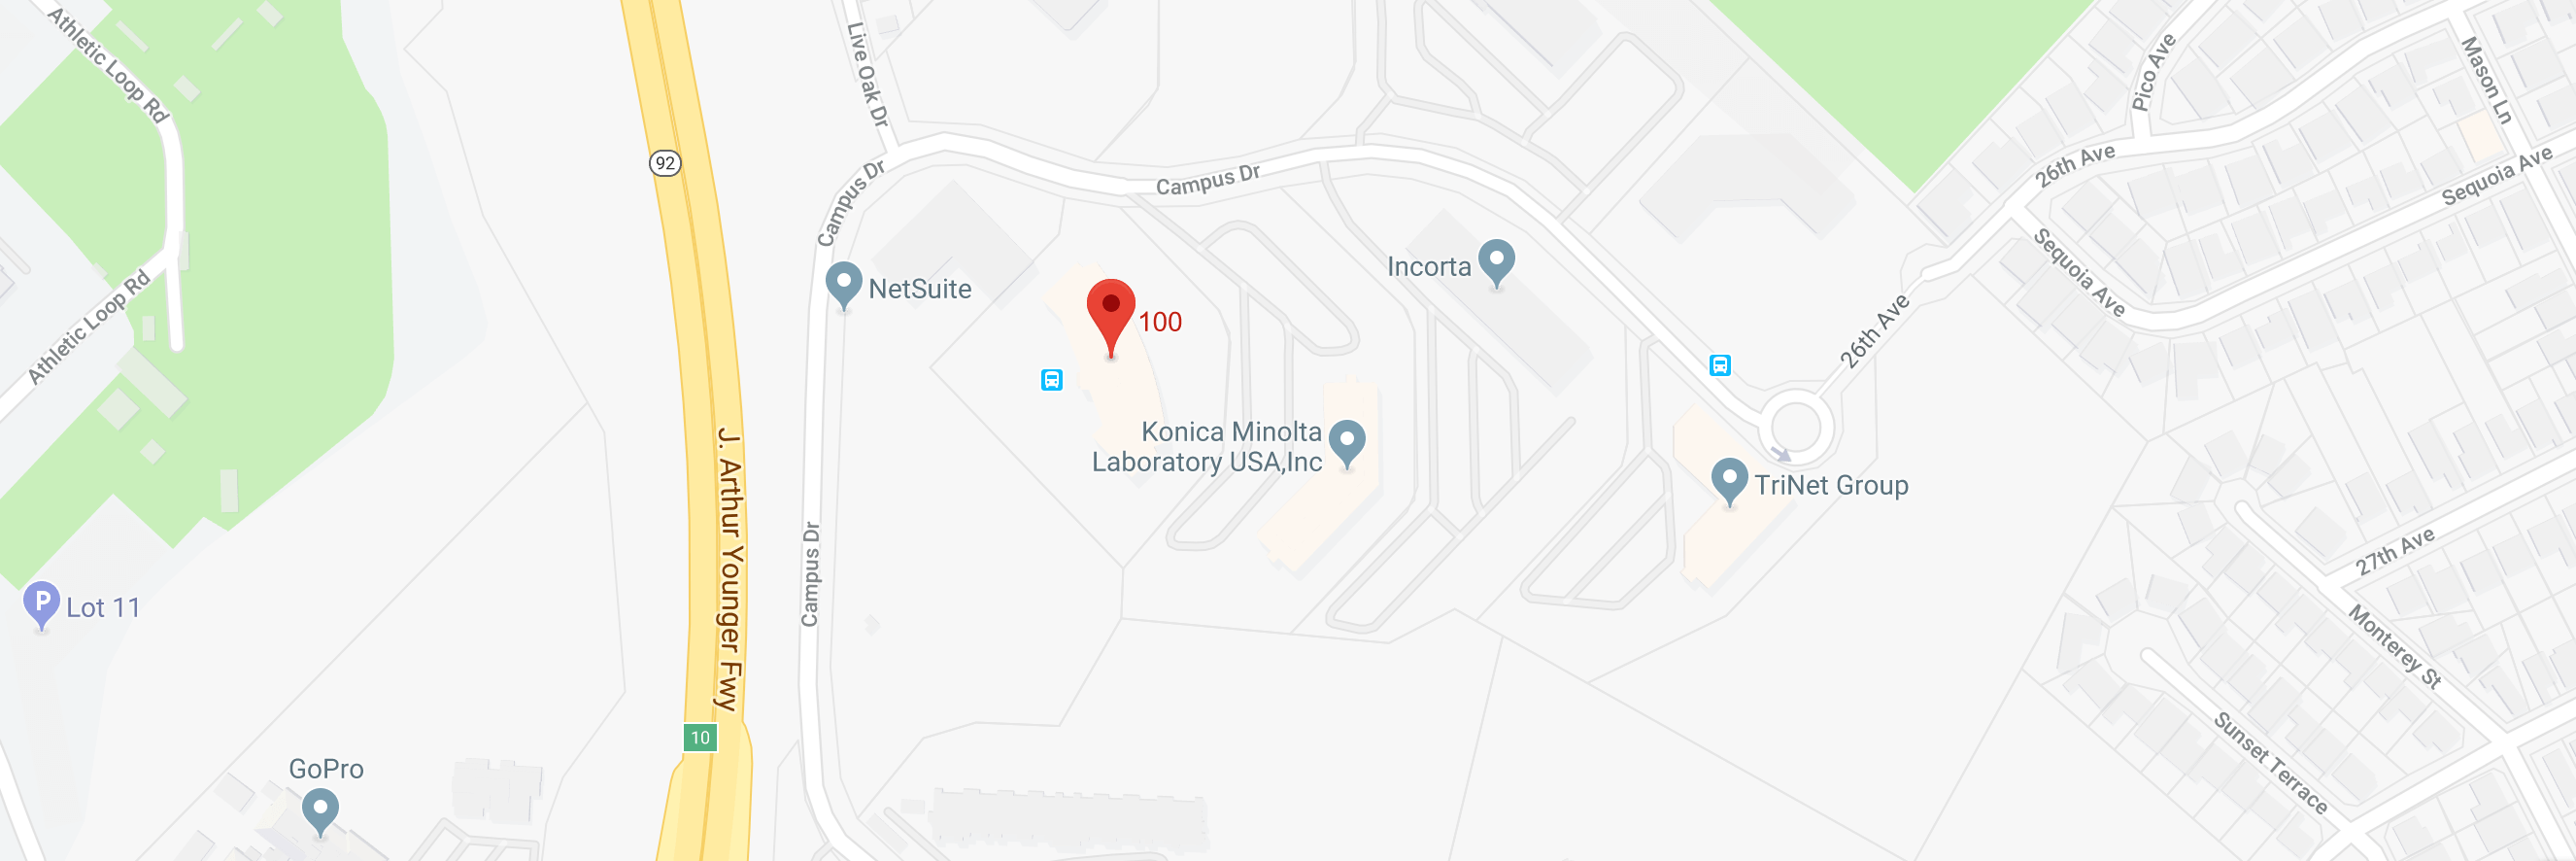 Athletic Loop Rd
Live Oak Dr
Pico Ave
Mason Ln
92
26th Ave
Campus Dr
Campus Dr
Sequoia Ave
Incorta
NetSuite
Sequoia Ave
100
Athletic Loop Rd
26th Ave
Konica Minolta
Laboratory USA,Inc
TriNet Group
J. Arthur Younger Fwy
Campus Dr
27th Ave
P
Lot 11
Monterey St
10
GoPro
Sunset Terrace